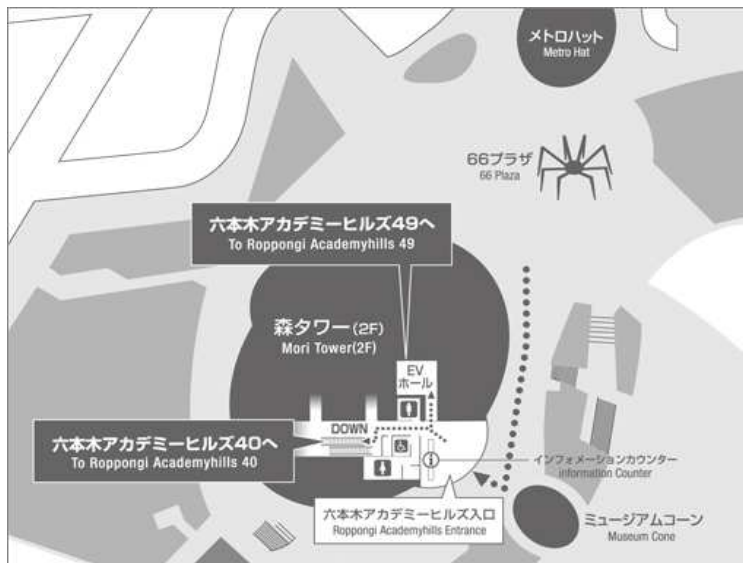 メトロハット
Metro Hat
66プラザ
66 Plaza
六本木アカデミーヒルズ49へ
To Roppongi Academyhills 49
森タワー(2F)
Mori Tower(2F)
EV
ホール
DOWN
六本木アカデミーヒルズ40へ
To Roppongi Academyhills 40
インフォメーションカウンター
information Counter
六本木アカデミーヒルズ入口
Roppongi Academyhills Entrance
ミュージアムコーン
Museum Cone